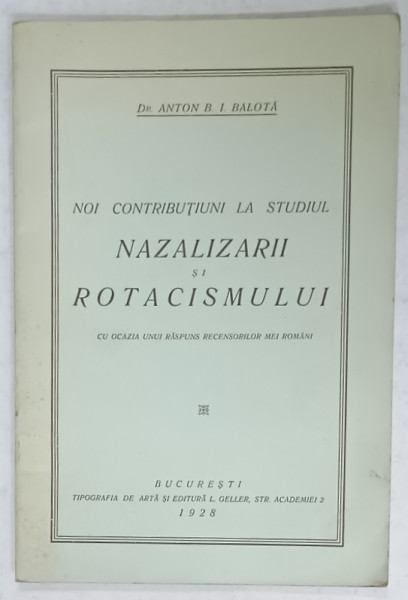 DR. ANTON B. I. BALOTĂ
NOI CONTRIBUŢIUNI LA STUDIUL
NAZALIZARII
ŞI
ROTACISMULUI
CU OCAZIA UNUI RĂSPUNS RECENSORILOR MEI ROMÂNI
BUCUREŞTI
TIPOGRAFIA DE ARTĂ ŞI EDITURĂ L. GELLER, STR. ACADEMIEI 2
1928